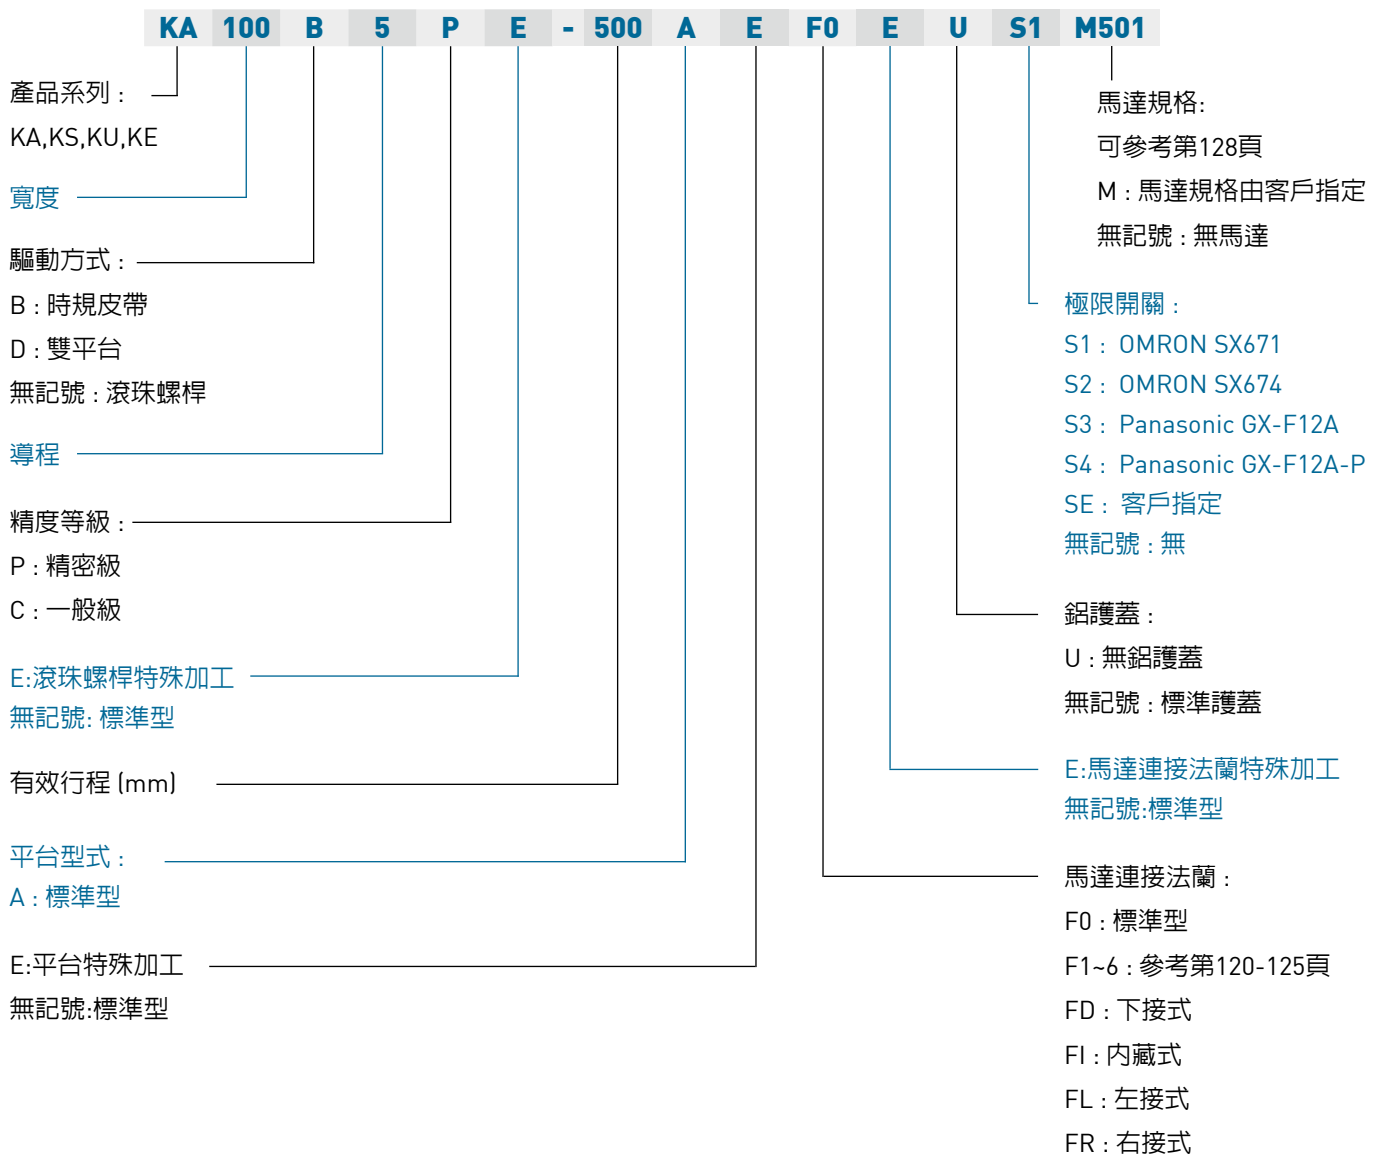 KA 100 B 5 P E - 500 A E F0 E U S1 M501
產品系列 :
KA,KS,KU,KE
寬度
驅動方式 :
B : 時規皮帶
D : 雙平台
無記號 : 滾珠螺桿
導程
精度等級 :
P : 精密級
C : 一般級
E:滾珠螺桿特殊加工
無記號: 標準型
有效行程 (mm)
平台型式 :
A : 標準型
E:平台特殊加工
無記號:標準型
馬達規格:
可參考第128頁
M : 馬達規格由客戶指定
無記號 : 無馬達
極限開關 :
S1 : OMRON SX671
S2 : OMRON SX674
S3 : Panasonic GX-F12A
S4 : Panasonic GX-F12A-P
SE : 客戶指定
無記號 : 無
鋁護蓋 :
U : 無鋁護蓋
無記號 : 標準護蓋
E:馬達連接法蘭特殊加工
無記號:標準型
馬達連接法蘭 :
F0 : 標準型
F1~6 : 參考第120-125頁
FD : 下接式
FI : 內藏式
FL : 左接式
FR : 右接式